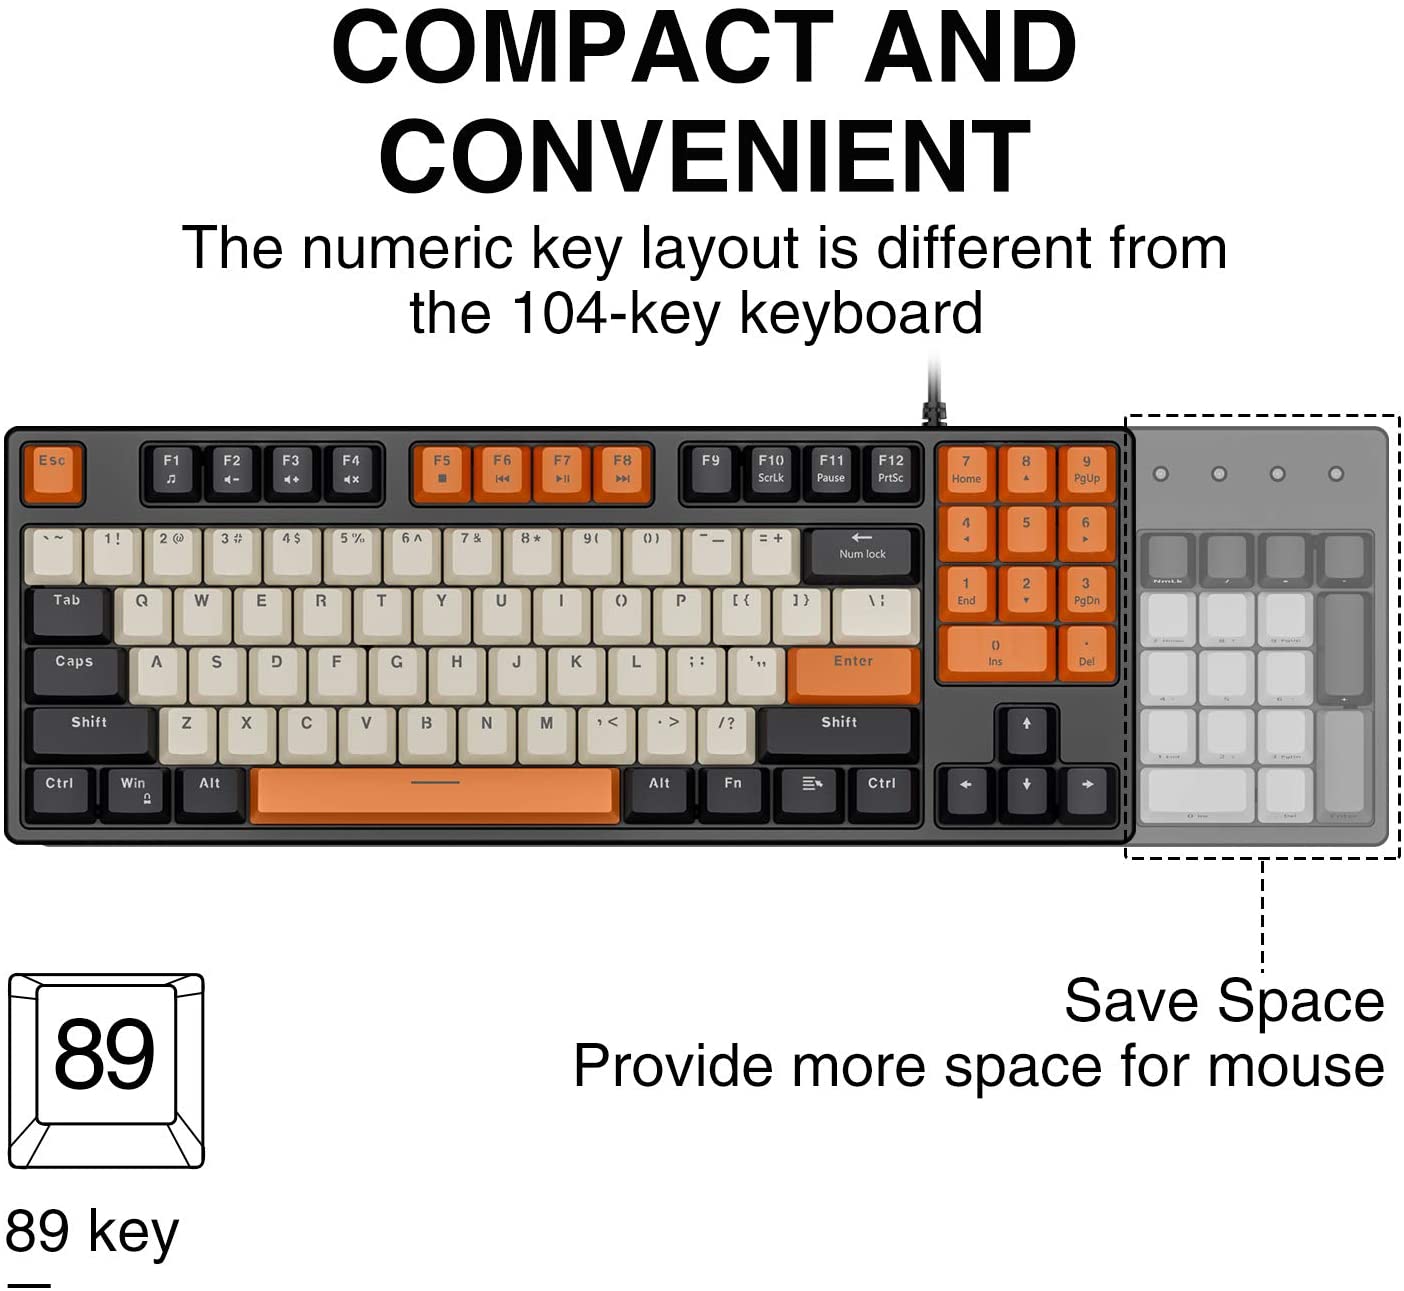 COMPACT AND
CONVENIENT
The numeric key layout is different from
the 104-key keyboard
Esc F1 F2 F3 F4 F5 F6 F7 F8 F9 F10 ScrLk F11 Pause F12 PrtSc 7 Home 8 9 PgUp
` ~ 1 ! 2 @ 3 # 4 $ 5 % 6 ^ 7 & 8 * 9 ( 0 ) - _ = + Num lock 4 5 6
Tab Q W E R T Y U I O P [ { ] } \ ¦ 1 End 2 3 PgDn
Caps A S D F G H J K L ; : ' " Enter 0 Ins . Del
Shift Z X C V B N M , < . > / ? Shift
Ctrl Win Alt Alt Fn Ctrl
NmLk / - 
Save Space
Provide more space for mouse
89
89 key